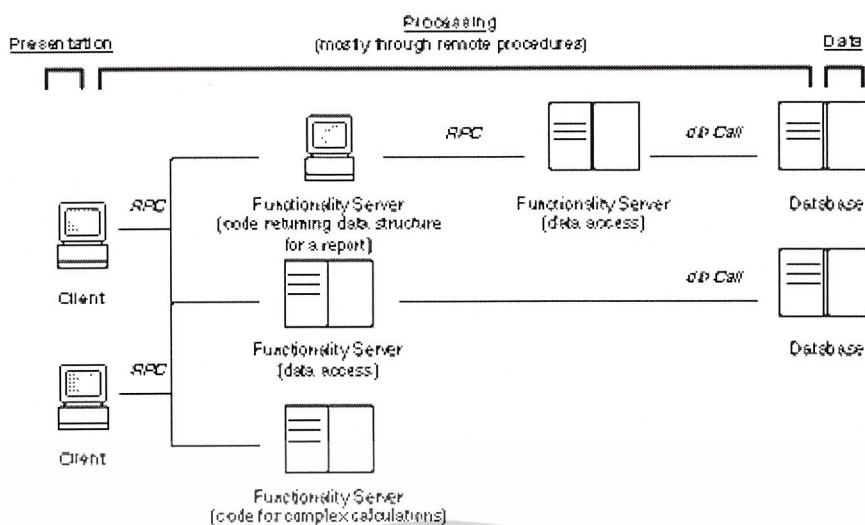 Processing
Presentation
(mostly through remote procedures)
Data
RPC
RPC
db Call
Functionality Server
(code returning data structure
for a report)
Functionality Server
(data access)
Database
Client
db Call
Functionality Server
(data access)
Database
RPC
Client
Functionality Server
(code for complex calculations)